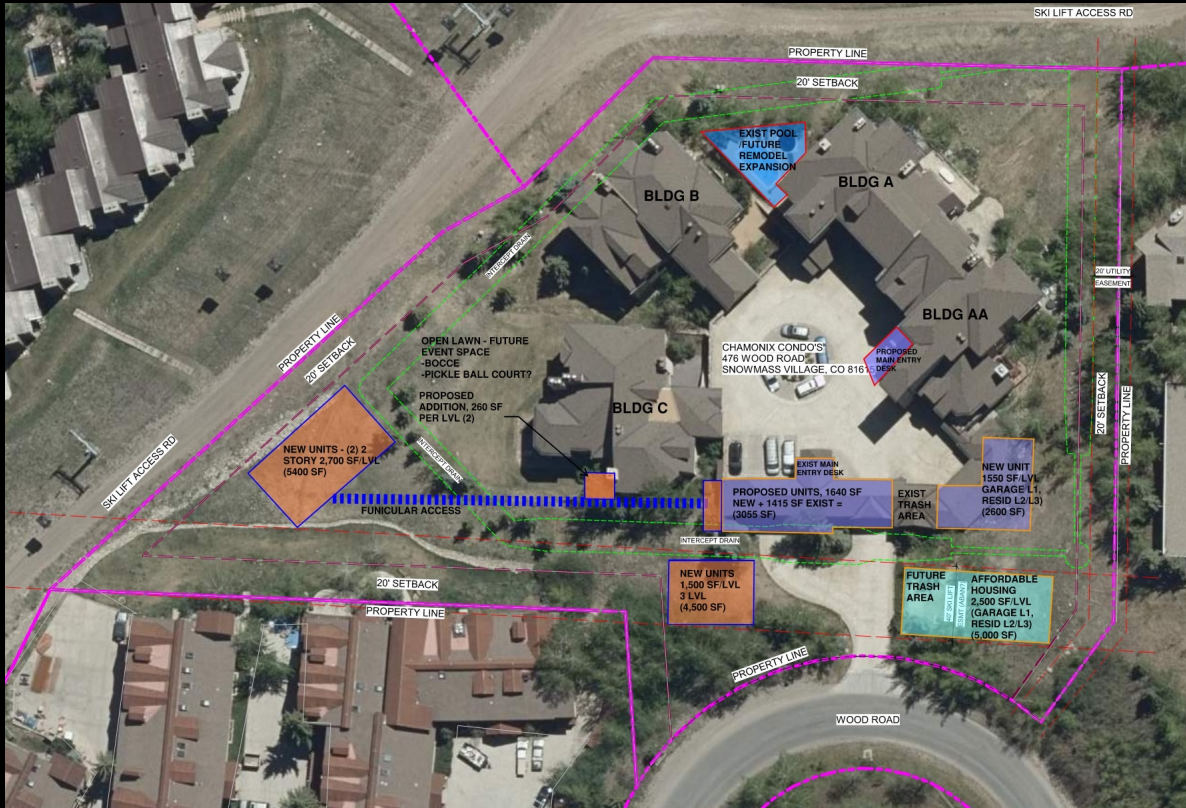 SKI LIFT ACCESS RD
PROPERTY LINE
20' SETBACK
EXIST POOL
/FUTURE
REMODEL
EXPANSION
BLDG B
BLDG A
INTERCEPT DRAIN
20' UTILITY
EASEMENT
BLDG AA
PROPERTY LINE
20' SETBACK
OPEN LAWN - FUTURE
EVENT SPACE
-BOCCE
-PICKLE BALL COURT?
PROPOSED
ADDITION, 260 SF
PER LVL (2)
CHAMONIX CONDO'S
476 WOOD ROAD
SNOWMASS VILLAGE, CO 81615
PROPOSED
MAIN ENTRY
DESK
BLDG C
20' SETBACK
PROPERTY LINE
SKI LIFT ACCESS RD
NEW UNITS - (2) 2
STORY 2,700 SF/LVL
(5400 SF)
INTERCEPT DRAIN
FUNICULAR ACCESS
EXIST MAIN
ENTRY DESK
PROPOSED UNITS, 1640 SF
NEW + 1415 SF EXIST =
(3055 SF)
EXIST
TRASH
AREA
NEW UNIT
1550 SF/LVL
GARAGE L1,
RESID L2/L3)
(2600 SF)
INTERCEPT DRAIN
20' SETBACK
PROPERTY LINE
NEW UNITS
1,500 SF/LVL
3 LVL
(4,500 SF)
FUTURE
TRASH
AREA
AFFORDABLE
HOUSING
2,500 SF/LVL
(GARAGE L1,
RESID L2/L3)
(5,000 SF)
PROPERTY LINE
WOOD ROAD